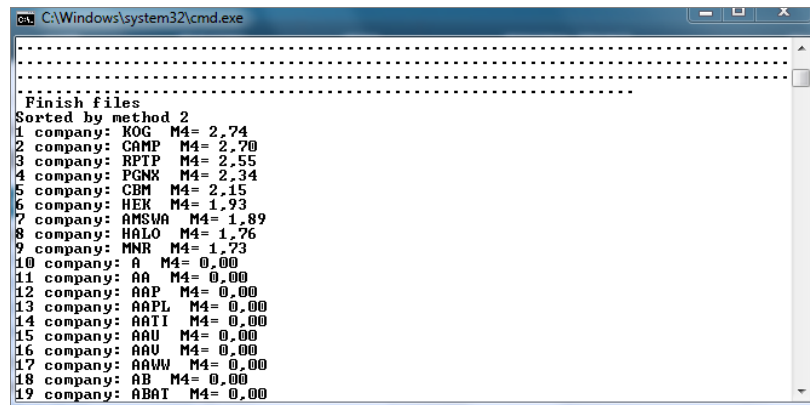 C:\Windows\system32\cmd.exe
Finish files
Sorted by method 2
1 company: KOG M4= 2,74
2 company: CAMP M4= 2,70
3 company: RPTP M4= 2,55
4 company: PGNX M4= 2,34
5 company: CBM M4= 2,15
6 company: HEK M4= 1,93
7 company: AMSWA M4= 1,89
8 company: HALO M4= 1,76
9 company: MNR M4= 1,73
10 company: A M4= 0,00
11 company: AA M4= 0,00
12 company: AAP M4= 0,00
13 company: AAPL M4= 0,00
14 company: AATI M4= 0,00
15 company: AAU M4= 0,00
16 company: AAV M4= 0,00
17 company: AAWW M4= 0,00
18 company: AB M4= 0,00
19 company: ABAT M4= 0,00